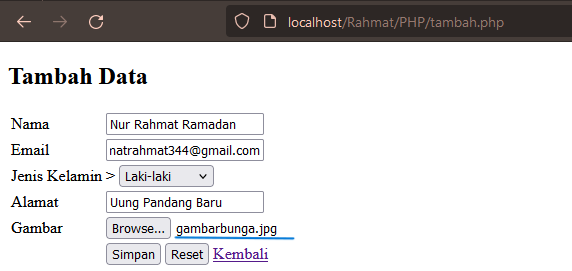 localhost/Rahmat/PHP/tambah.php
Tambah Data
Nama Nur Rahmat Ramadan
Email natrahmat344@gmail.com
Jenis Kelamin > Laki-laki
Alamat Uung Pandang Baru
Gambar Browse... gambarbunga.jpg
Simpan Reset Kembali